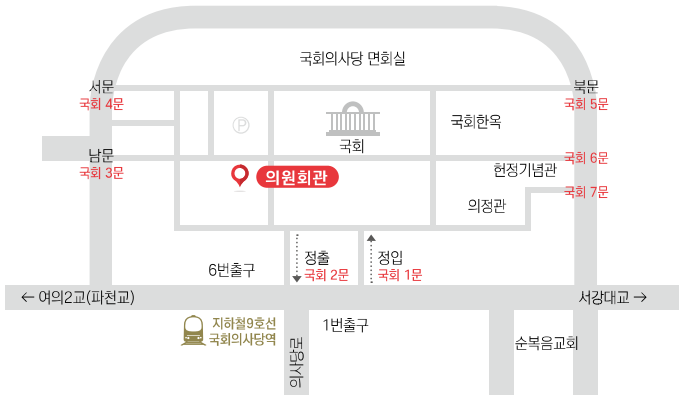 국회의사당 면회실
서문
국회 4문
북문
국회 5문
Ⓟ
국회
국회한옥
남문
국회 3문
국회 6문
헌정기념관
의원회관
국회 7문
의정관
정출
국회 2문
정입
국회 1문
6번출구
여의2교(파천교)
서강대교
지하철9호선
국회의사당역
1번출구
의사당로
순복음교회